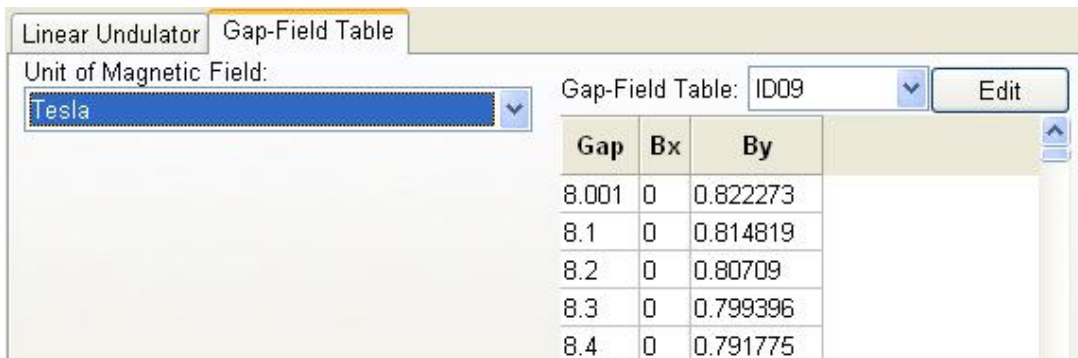 Linear Undulator
Gap-Field Table
Unit of Magnetic Field:
Tesla
Gap-Field Table: ID09 Edit
Gap Bx By
8.001 0 0.822273
8.1 0 0.814819
8.2 0 0.80709
8.3 0 0.799396
8.4 0 0.791775